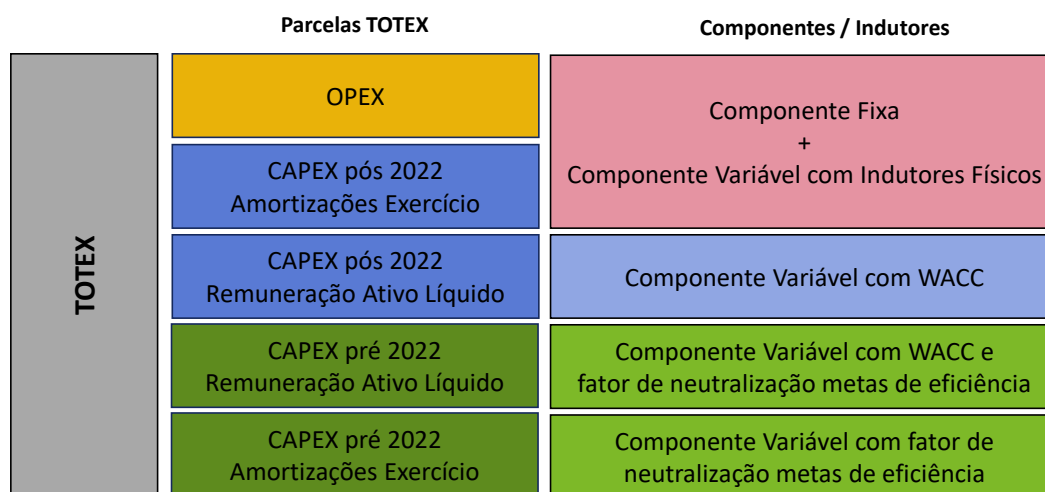 Parcelas TOTEX
Componentes / Indutores
TOTEX
OPEX
Componente Fixa
+
Componente Variável com Indutores Físicos
CAPEX pós 2022
Amortizações Exercício
CAPEX pós 2022
Remuneração Ativo Líquido
Componente Variável com WACC
CAPEX pré 2022
Remuneração Ativo Líquido
Componente Variável com WACC e
fator de neutralização metas de eficiência
CAPEX pré 2022
Amortizações Exercício
Componente Variável com fator de
neutralização metas de eficiência